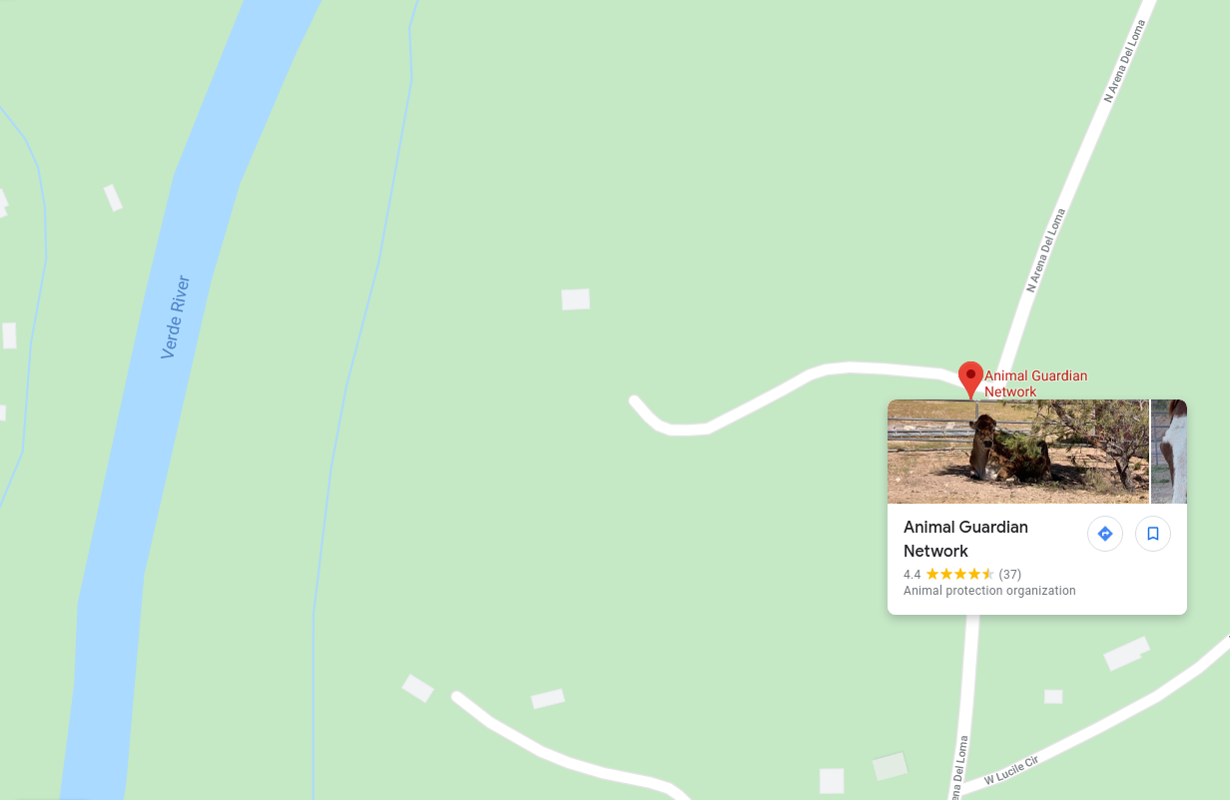 N Arena Del Loma
N Arena Del Loma
Verde River
Animal Guardian
Network
Animal Guardian
Network
4.4 (37)
Animal protection organization
ena Del Loma
W Lucile Cir